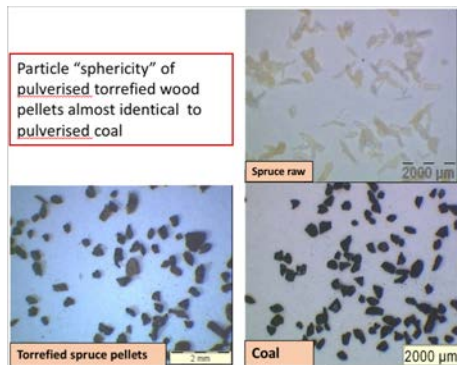 Particle “sphericity” of
pulverised torrefied wood
pellets almost identical to
pulverised coal
Spruce raw
2000 µm
Torrefied spruce pellets
2 mm
Coal
2000 µm